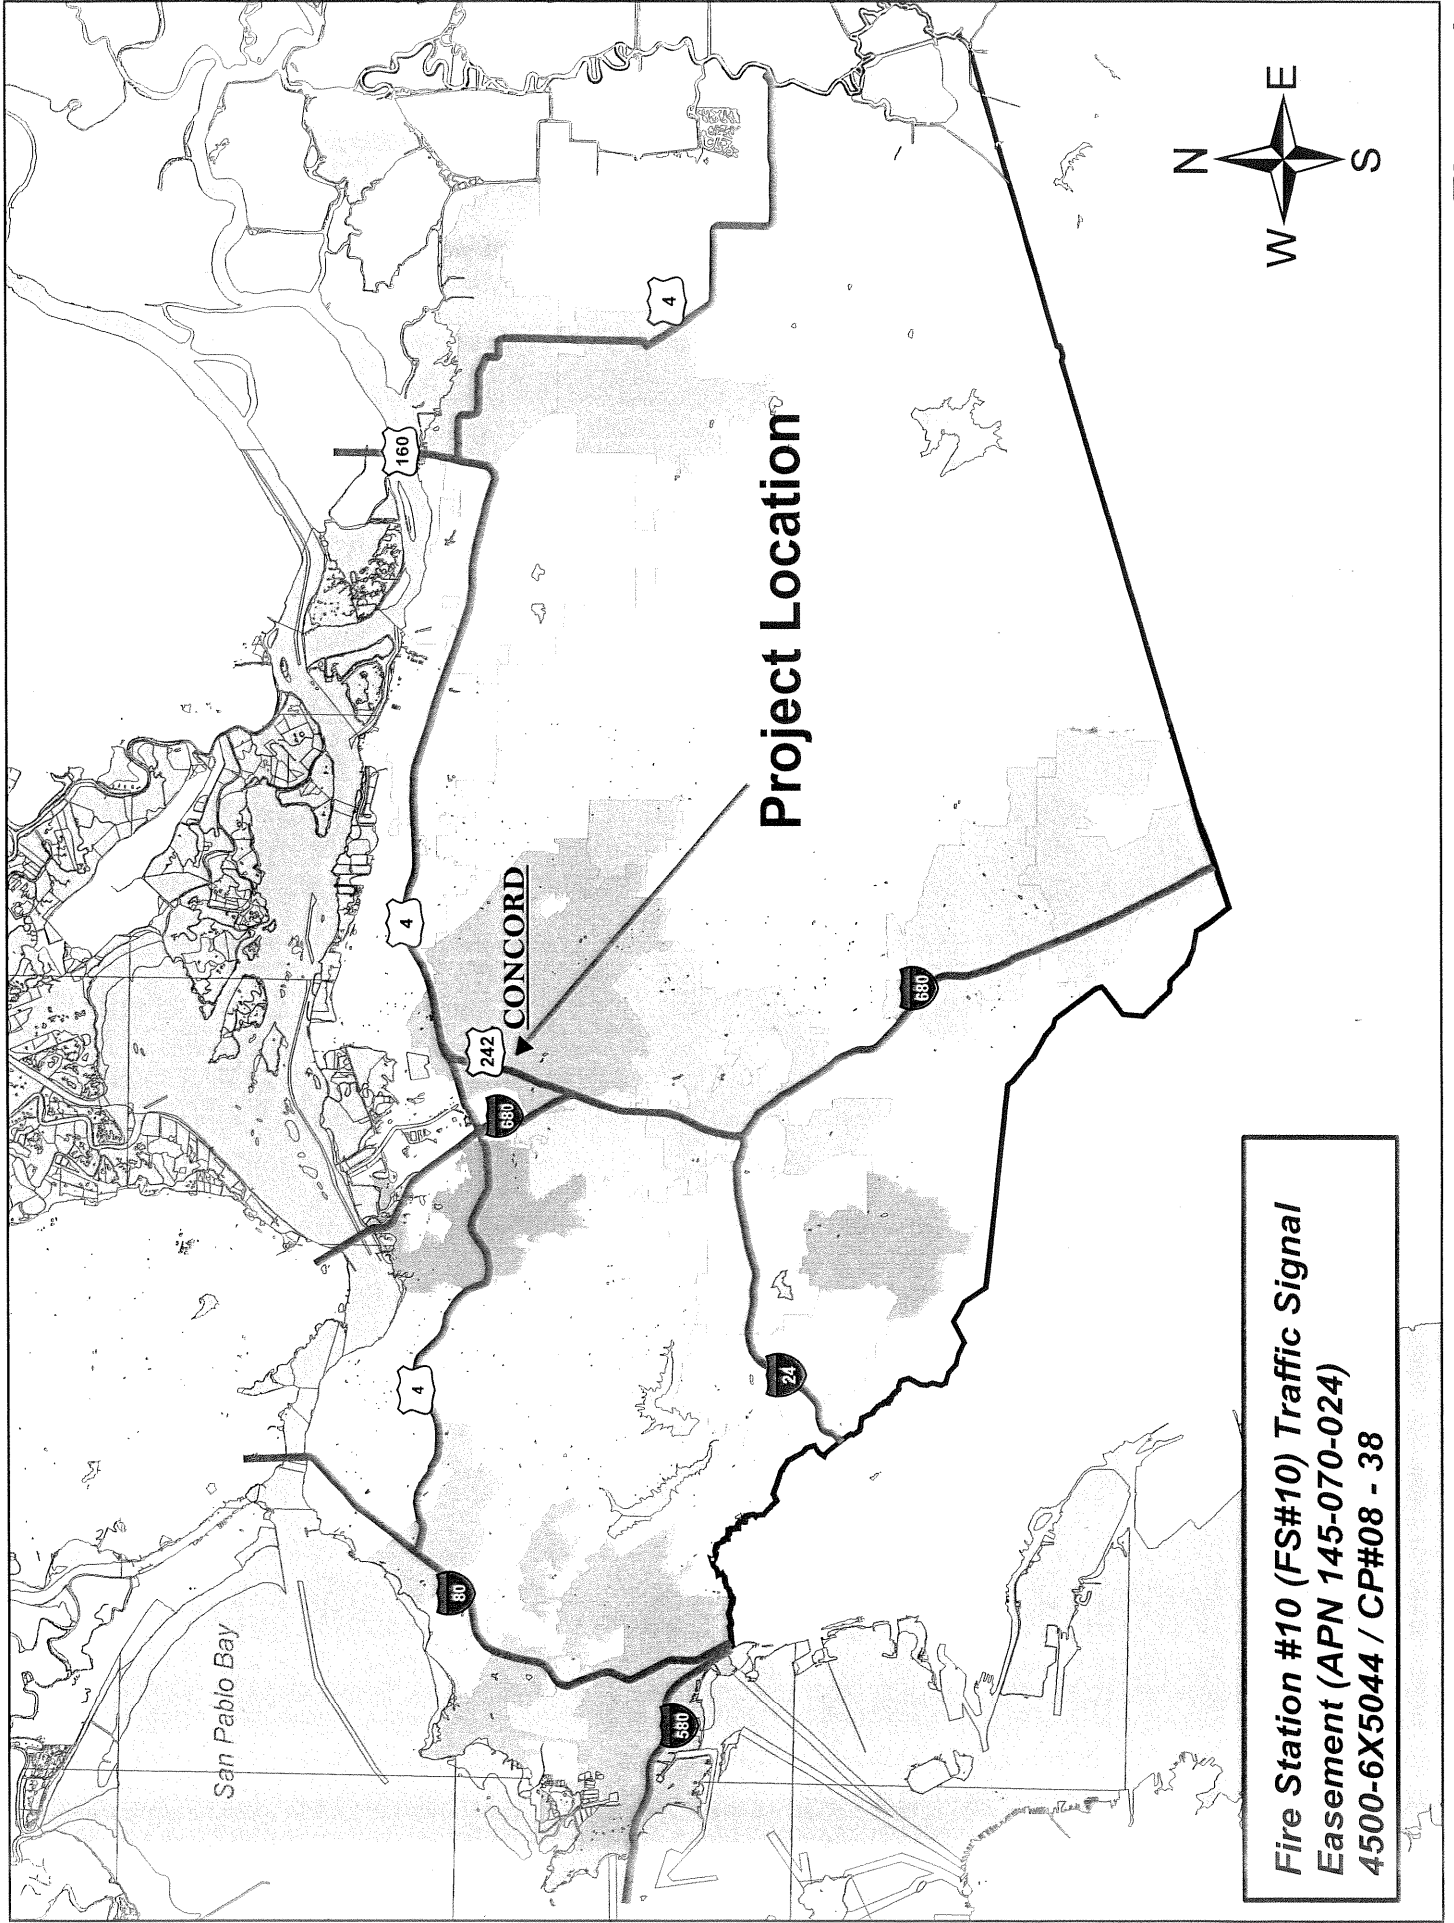 San Pablo Bay
160
4
4
80
242
680
CONCORD
4
580
Project Location
24
680
N
W E
S
Fire Station #10 (FS#10) Traffic Signal
Easement (APN 145-070-024)
4500-6X5044 / CP#08 - 38